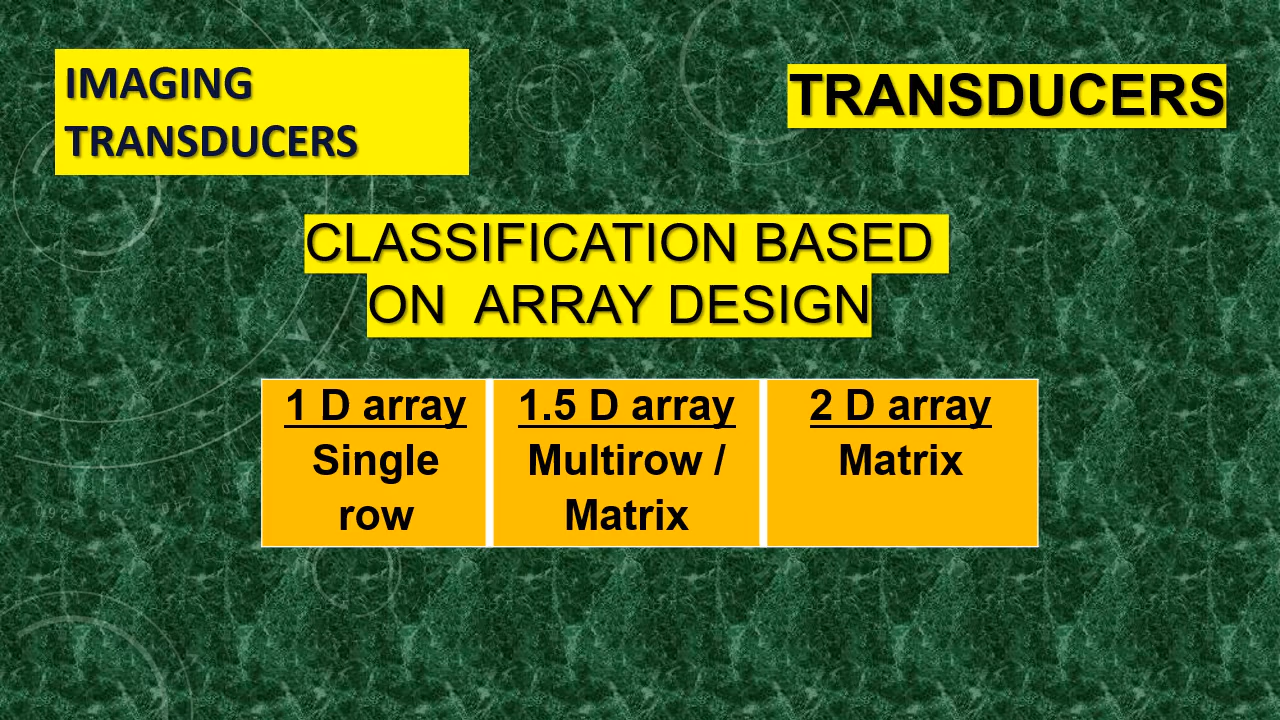 IMAGING
TRANSDUCERS
TRANSDUCERS
CLASSIFICATION BASED
ON ARRAY DESIGN
1 D array
Single
row
1.5 D array
Multirow /
Matrix
2 D array
Matrix